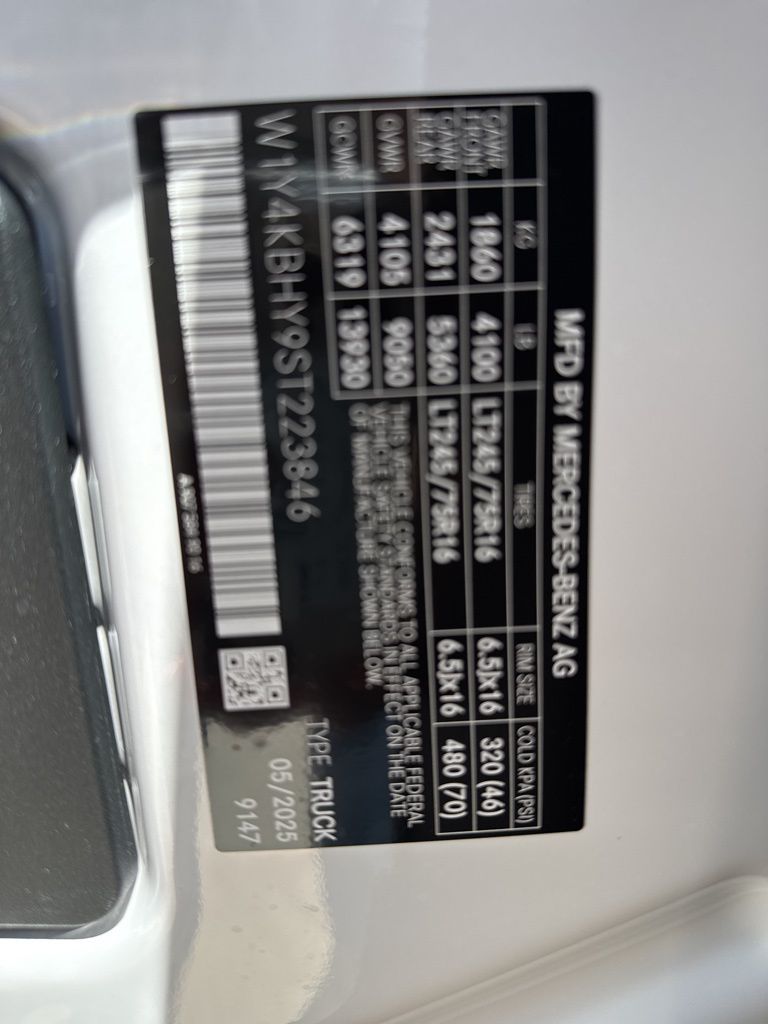 MFD BY MERCEDES-BENZ AG
KG LB TIRES RIM SIZE COLD KPA (PSI)
GAWR FRONT 1860 4100 LT245/75R16 6.5Jx16 320 (46)
GAWR REAR 2431 5360 LT245/75R16 6.5Jx16 480 (70)
GVWR 4105 9050
GCWR 6319 13930
THIS VEHICLE CONFORMS TO ALL APPLICABLE FEDERAL
VEHICLE SAFETY STANDARDS IN EFFECT ON THE DATE
OF MANUFACTURE SHOWN BELOW.
W1Y4KBHY9ST223846
TYPE TRUCK
05/2025
9147